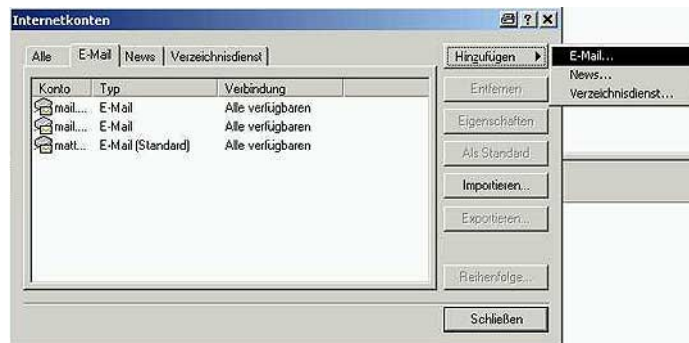 Internetkonten
Alle E-Mail News Verzeichnisdienst
Konto Typ Verbindung
mail.... E-Mail Alle verfügbaren
mail.... E-Mail Alle verfügbaren
matt... E-Mail (Standard) Alle verfügbaren
Hinzufügen
Entfernen
Eigenschaften
Als Standard
Importieren...
Exportieren...
Reihenfolge...
Schließen
E-Mail...
News...
Verzeichnisdienst...